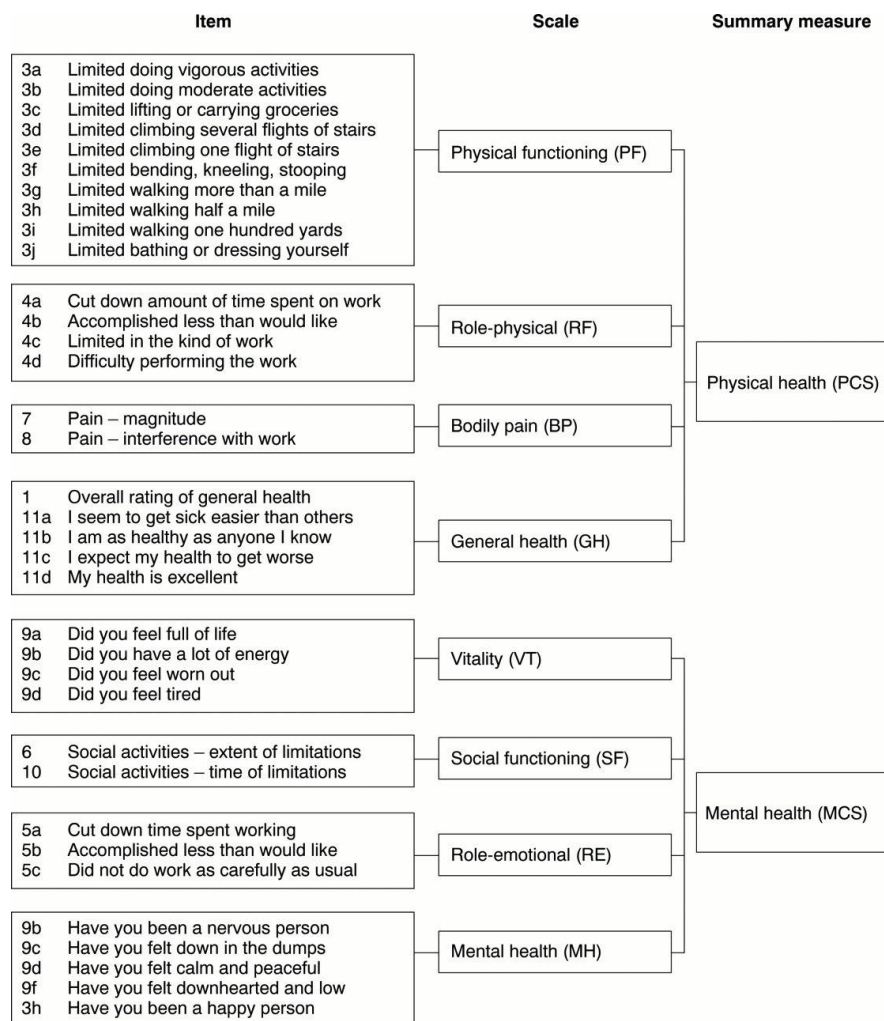 Item Scale Summary measure
3a Limited doing vigorous activities
3b Limited doing moderate activities
3c Limited lifting or carrying groceries
3d Limited climbing several flights of stairs
3e Limited climbing one flight of stairs
3f Limited bending, kneeling, stooping
3g Limited walking more than a mile
3h Limited walking half a mile
3i Limited walking one hundred yards
3j Limited bathing or dressing yourself
Physical functioning (PF)
4a Cut down amount of time spent on work
4b Accomplished less than would like
4c Limited in the kind of work
4d Difficulty performing the work
Role-physical (RF)
Physical health (PCS)
7 Pain – magnitude
8 Pain – interference with work
Bodily pain (BP)
1 Overall rating of general health
11a I seem to get sick easier than others
11b I am as healthy as anyone I know
11c I expect my health to get worse
11d My health is excellent
General health (GH)
9a Did you feel full of life
9b Did you have a lot of energy
9c Did you feel worn out
9d Did you feel tired
Vitality (VT)
6 Social activities – extent of limitations
10 Social activities – time of limitations
Social functioning (SF)
Mental health (MCS)
5a Cut down time spent working
5b Accomplished less than would like
5c Did not do work as carefully as usual
Role-emotional (RE)
9b Have you been a nervous person
9c Have you felt down in the dumps
9d Have you felt calm and peaceful
9f Have you felt downhearted and low
3h Have you been a happy person
Mental health (MH)